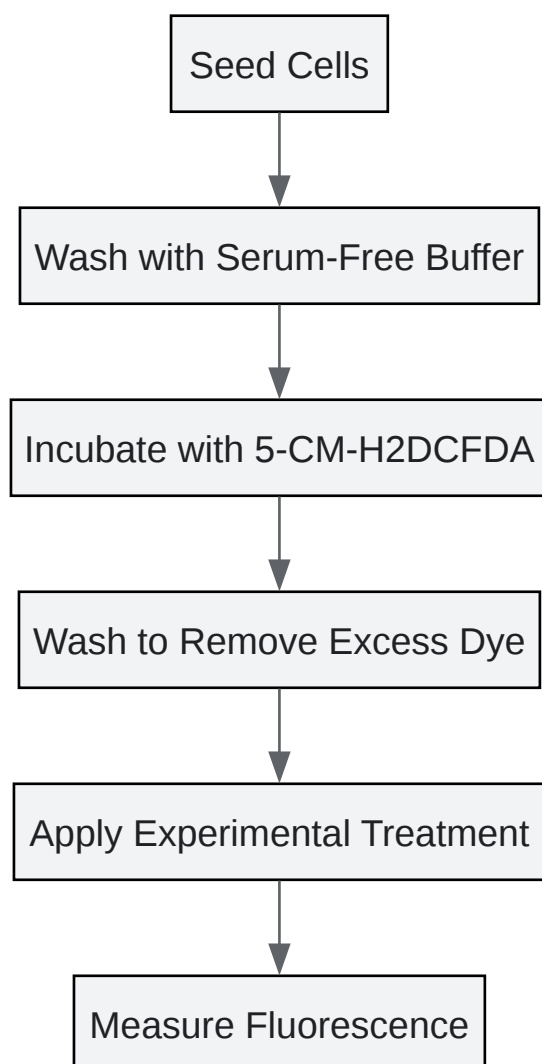 Seed Cells
Wash with Serum-Free Buffer
Incubate with 5-CM-H2DCFDA
Wash to Remove Excess Dye
Apply Experimental Treatment
Measure Fluorescence